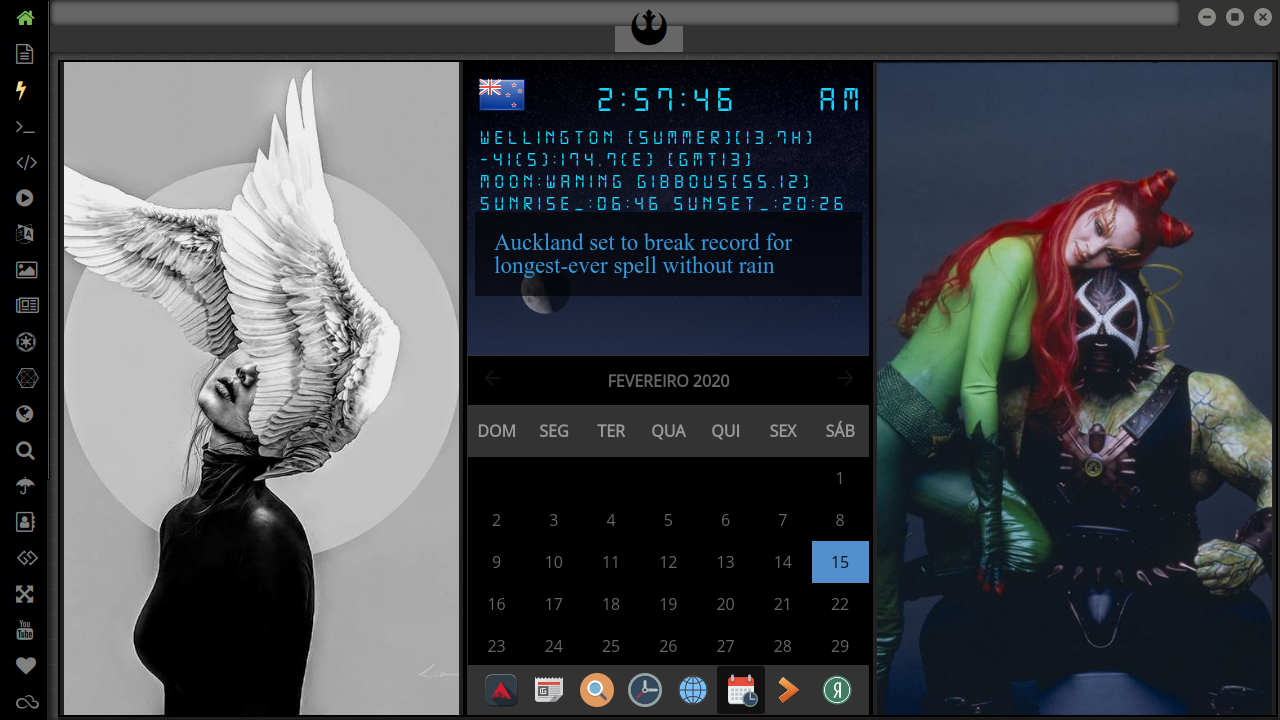 2:57:46 AM
WELLINGTON (SUMMER)(13.7H)
-41(S):174.7(E) (GMT13)
MOON:WANING GIBBOUS(55.12)
SUNRISE_:06:46 SUNSET_:20:26
Auckland set to break record for
longest-ever spell without rain
FEVEREIRO 2020
DOM SEG TER QUA QUI SEX SÁB
1
2 3 4 5 6 7 8
9 10 11 12 13 14 15
16 17 18 19 20 21 22
23 24 25 26 27 28 29
You
Tube
Я